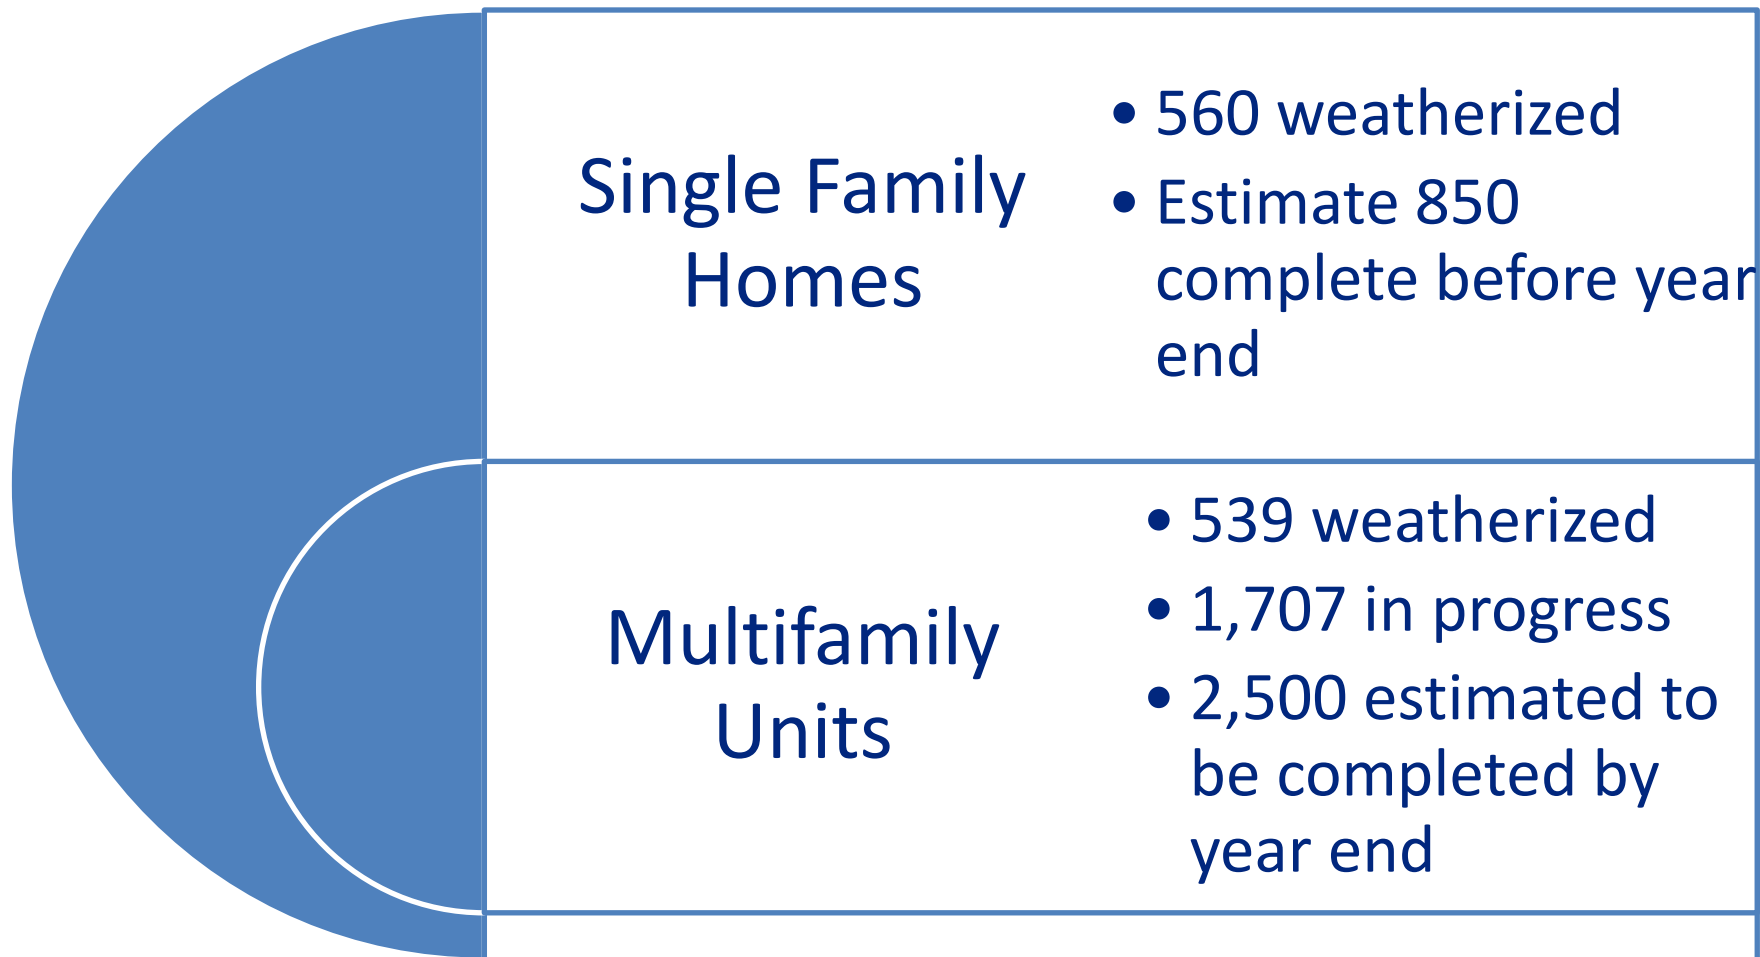 Single Family
Homes
• 560 weatherized
• Estimate 850
complete before year
end
Multifamily
Units
• 539 weatherized
• 1,707 in progress
• 2,500 estimated to
be completed by
year end